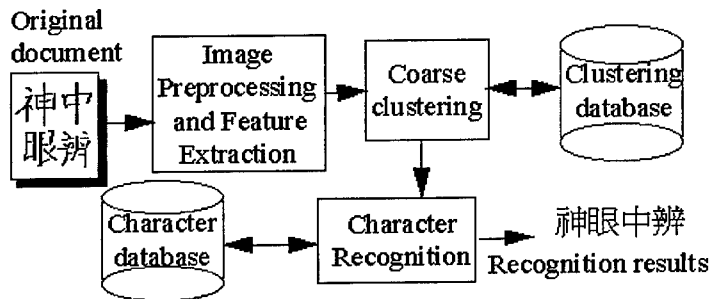 Original
document
神中
眼辨
Image
Preprocessing
and Feature
Extraction
Coarse
clustering
Clustering
database
Character
database
Character
Recognition
神眼中辨
Recognition results